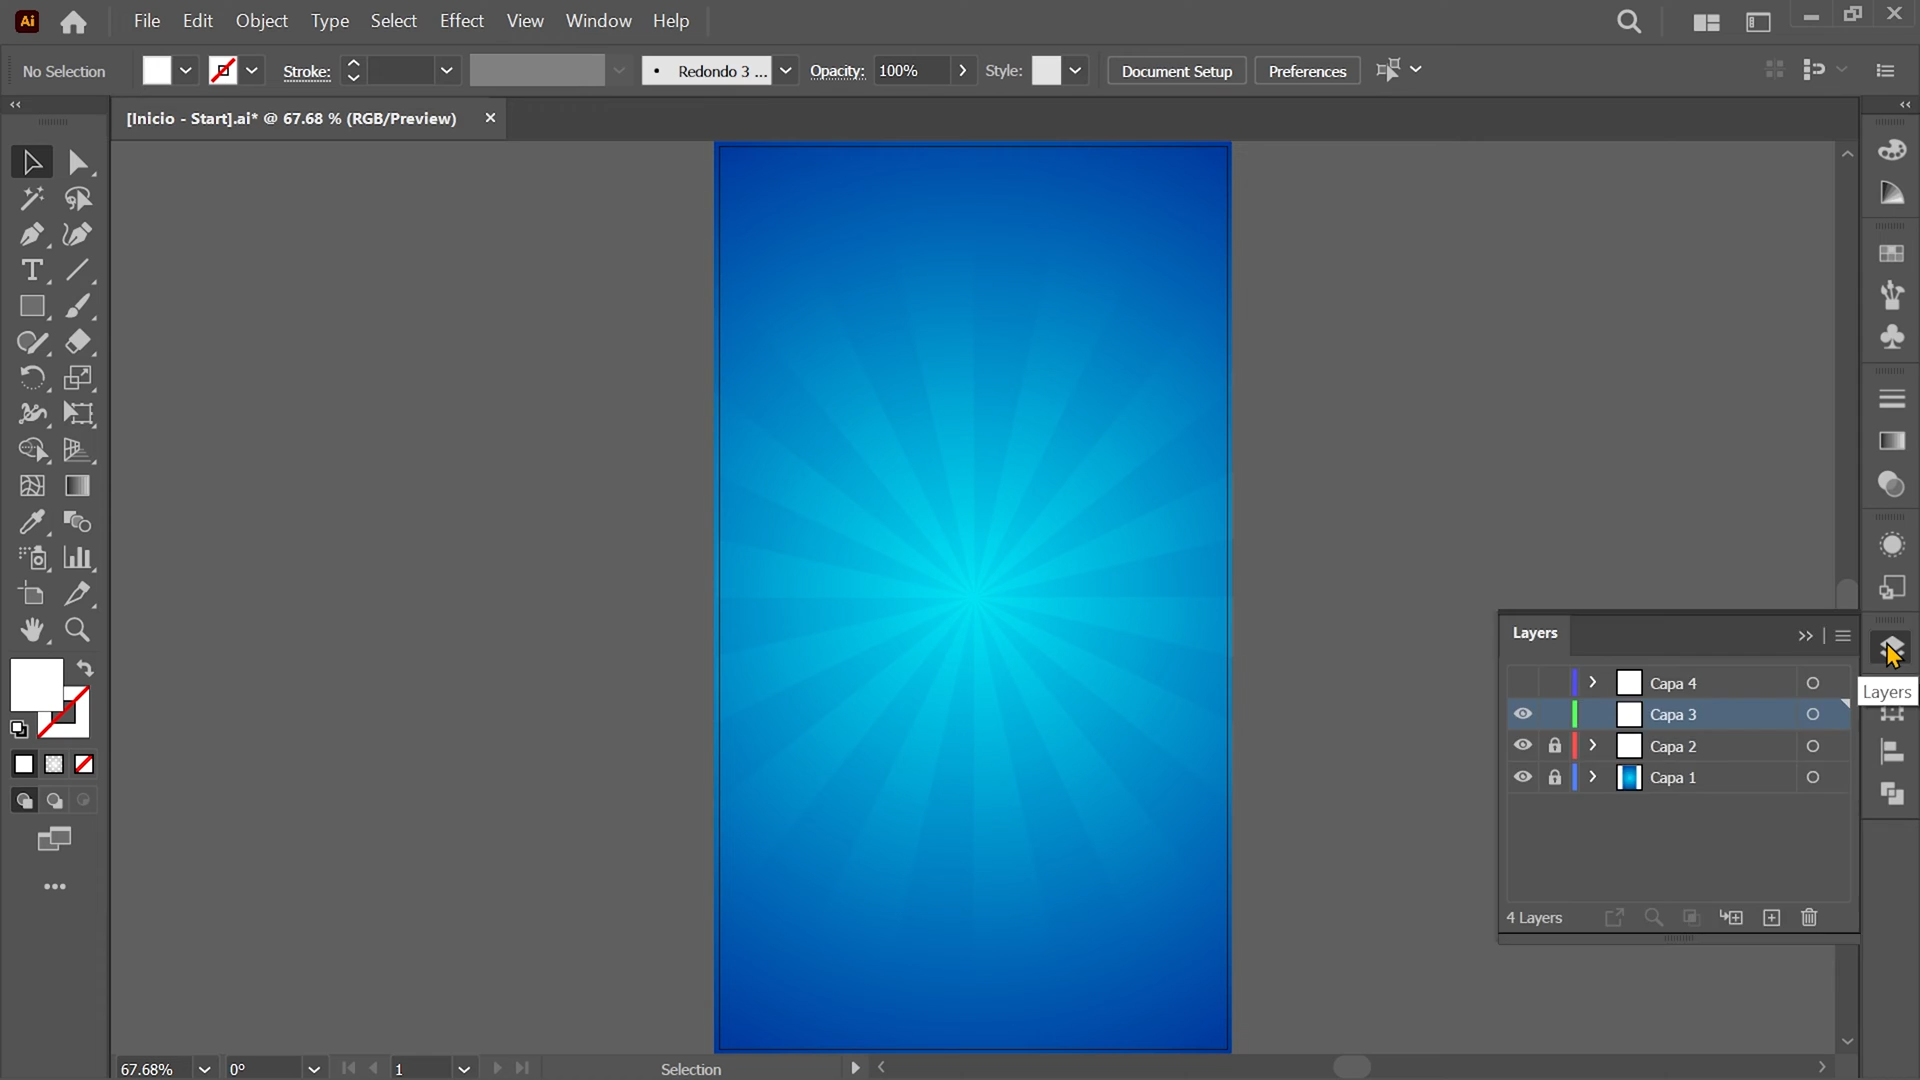 Ai File Edit Object Type Select Effect View Window Help
No Selection Stroke: Redondo 3 ... Opacity: 100% Style: Document Setup Preferences
[Inicio - Start].ai* @ 67.68 % (RGB/Preview)
Layers
Capa 4
Layers
Capa 3
Capa 2
Capa 1
4 Layers
67.68% 0° 1 Selection